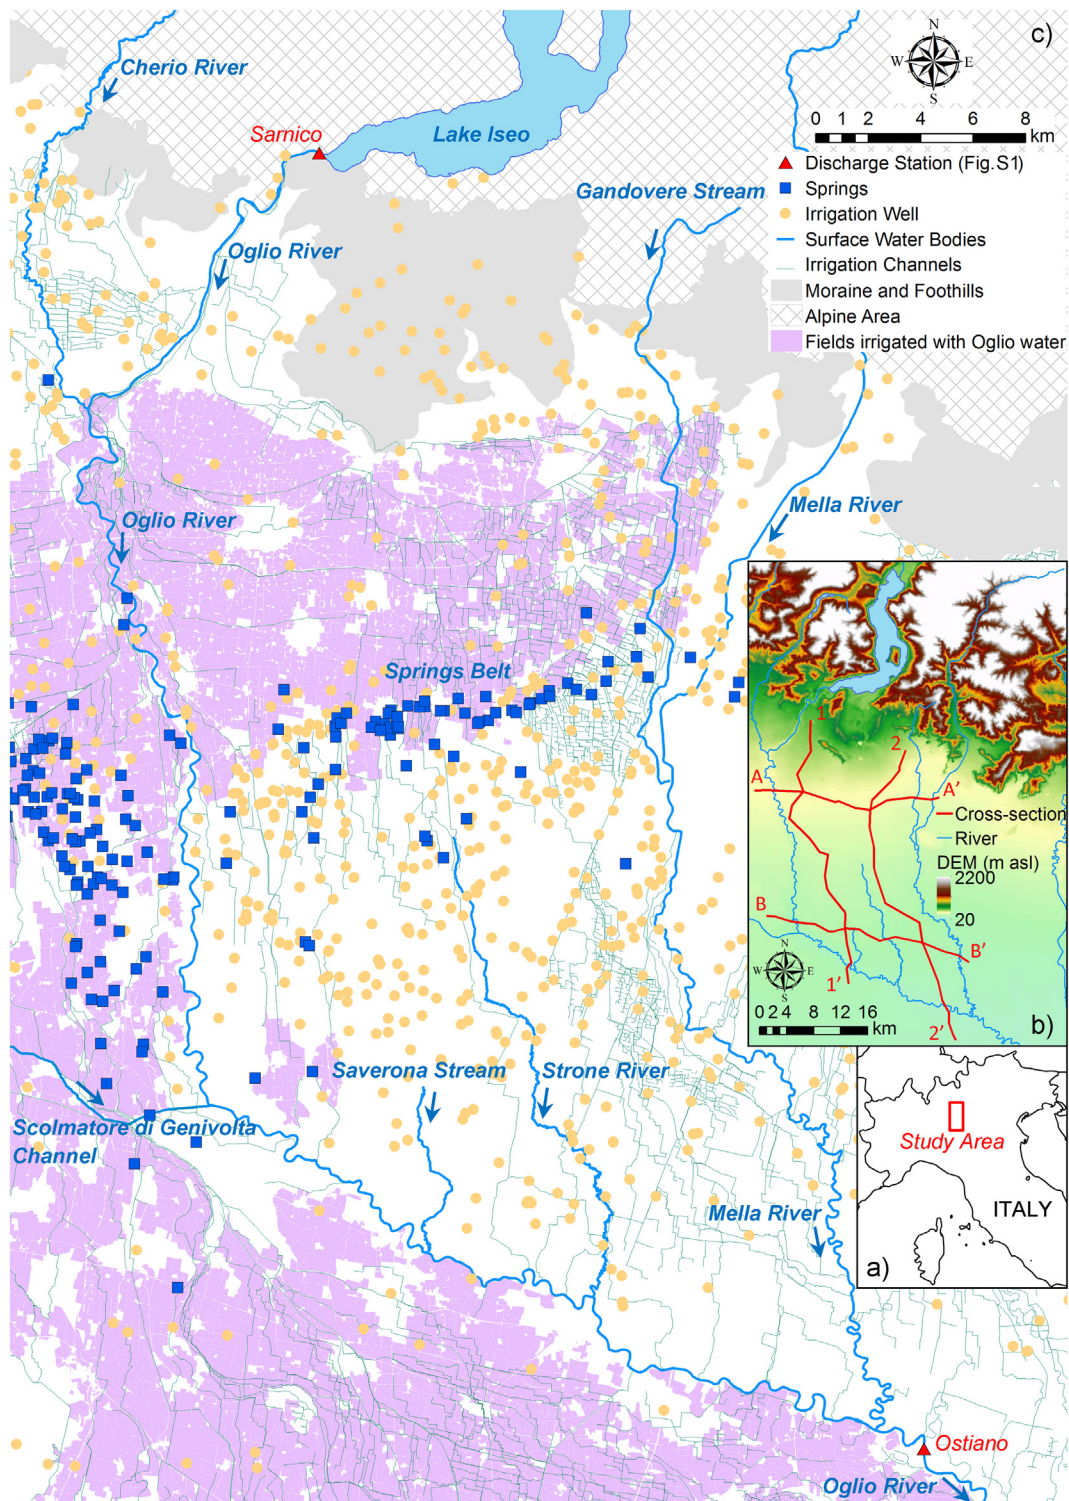 c)
N
W E
S
0 2 4 8
km
Cherio River
Sarnico
Lake Iseo
Gandovere Stream
Oglio River
Discharge Station (Fig.S1)
Springs
Irrigation Well
Surface Water Bodies
Irrigation Channels
Moraine and Foothills
Alpine Area
Fields irrigated with Oglio water
Oglio River
Mella River
Springs Belt
1
2
A
A'
Cross-section
River
DEM (m asl)
2200
20
B
B'
N
W E
S
1'
2'
0 2 4 8 12 16
km
b)
Saverona Stream
Strone River
Scolmatore di Genivolta
Channel
Study Area
ITALY
a)
Mella River
Ostiano
Oglio River